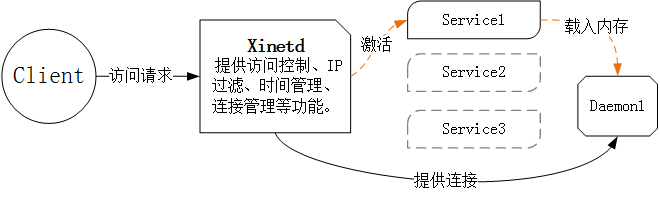 Client
访问请求
Xinetd
提供访问控制、IP
过滤、时间管理、
连接管理等功能。
激活
Service1
载入内存
Service2
Service3
Daemon1
提供连接